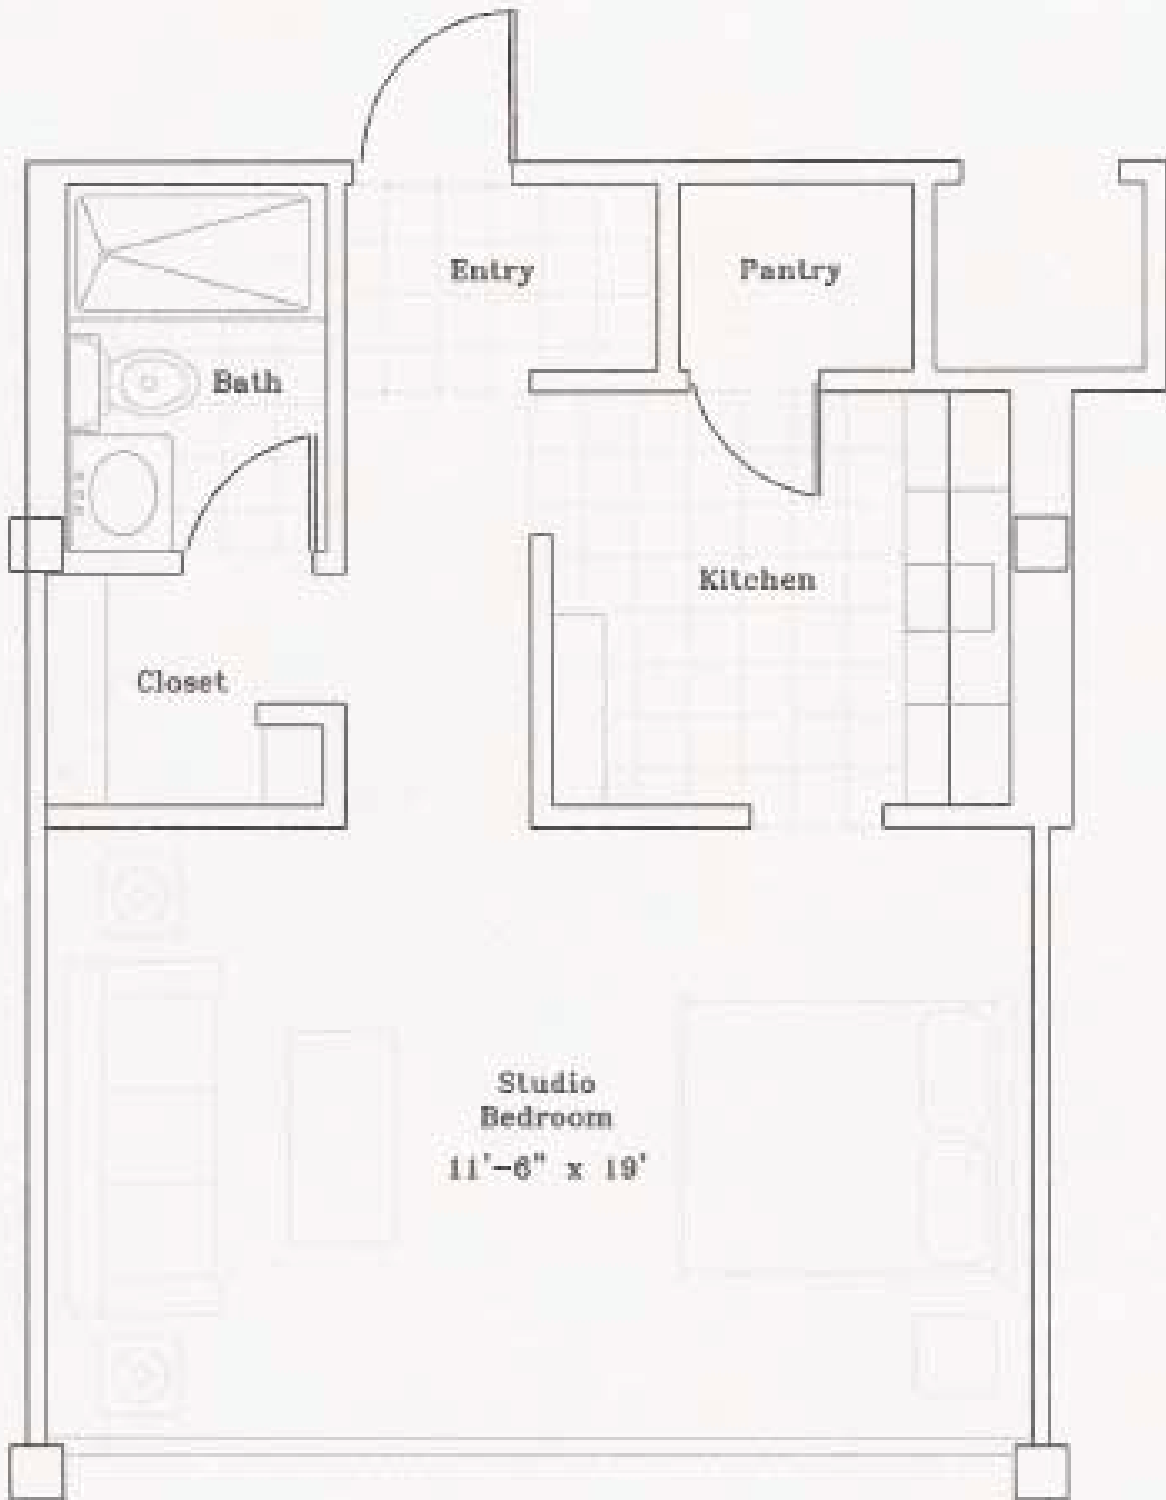 Entry
Pantry
Bath
Kitchen
Closet
Studio
Bedroom
11'-6" x 19'